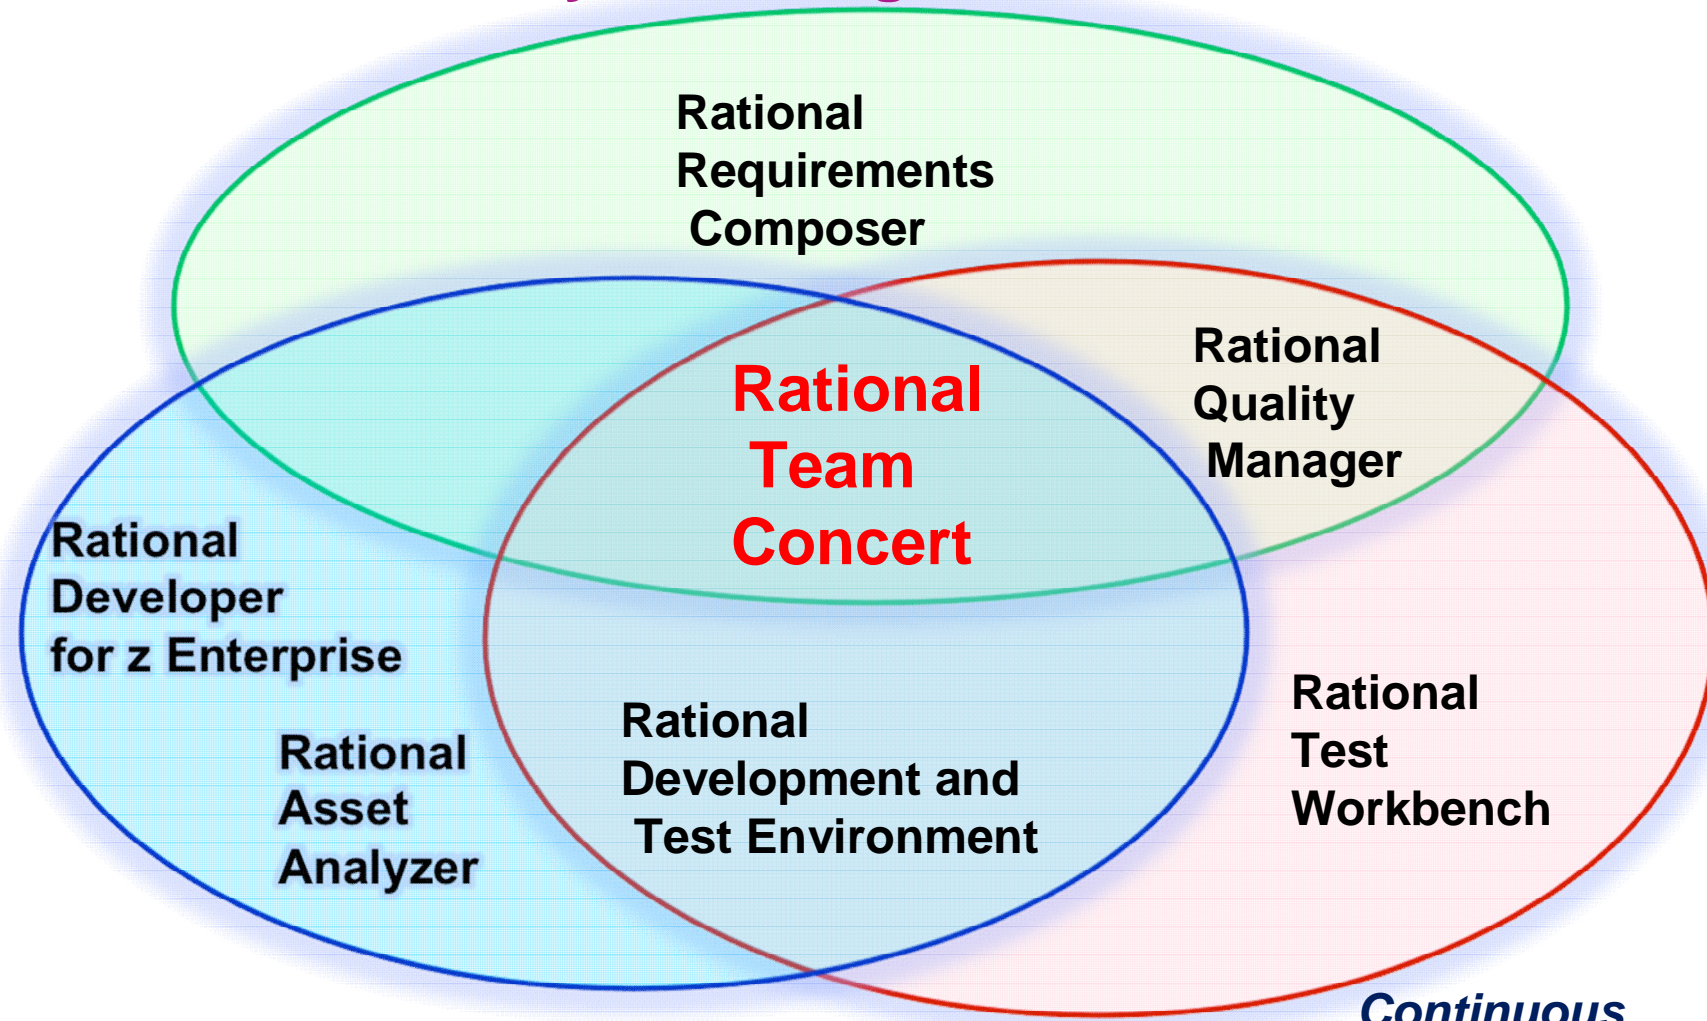 Rational
Requirements
Composer
Rational
Quality
Manager
Rational
Team
Concert
Rational
Developer
for z Enterprise
Rational
Asset
Analyzer
Rational
Development and
Test Environment
Rational
Test
Workbench
Continuous